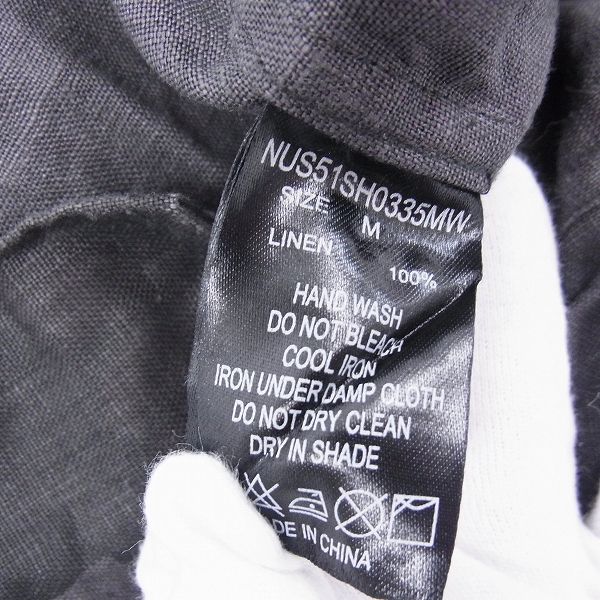 NUS51SH0335MW
SIZE M
LINEN 100%
HAND WASH
DO NOT BLEACH
COOL IRON
IRON UNDER DAMP CLOTH
DO NOT DRY CLEAN
DRY IN SHADE
MADE IN CHINA